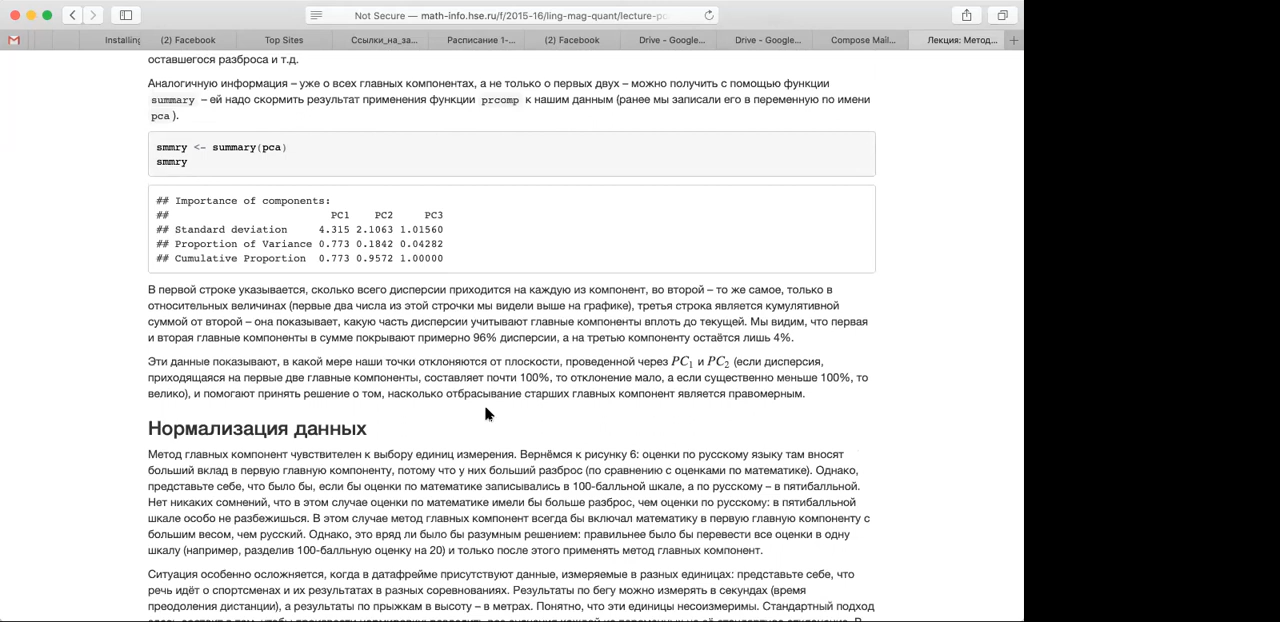 Not Secure — math-info.hse.ru/f/2015-16/ling-mag-quant/lecture-pc
Installing (2) Facebook Top Sites Ссылки_на_за... Расписание 1-... (2) Facebook Drive - Google... Drive - Google... Compose Mail... Лекция: Метод...
оставшегося разброса и т.д.
Аналогичную информация – уже о всех главных компонентах, а не только о первых двух – можно получить с помощью функции
summary – ей надо скормить результат применения функции prcomp к нашим данным (ранее мы записали его в переменную по имени
pca ).
smmry <- summary(pca)
smmry
## Importance of components:
## PC1 PC2 PC3
## Standard deviation 4.315 2.1063 1.01560
## Proportion of Variance 0.773 0.1842 0.04282
## Cumulative Proportion 0.773 0.9572 1.00000
В первой строке указывается, сколько всего дисперсии приходится на каждую из компонент, во второй – то же самое, только в
относительных величинах (первые два числа из этой строчки мы видели выше на графике), третья строка является кумулятивной
суммой от второй – она показывает, какую часть дисперсии учитывают главные компоненты вплоть до текущей. Мы видим, что первая
и вторая главные компоненты в сумме покрывают примерно 96% дисперсии, а на третью компоненту остаётся лишь 4%.
Эти данные показывают, в какой мере наши точки отклоняются от плоскости, проведенной через PC1 и PC2 (если дисперсия,
приходящаяся на первые две главные компоненты, составляет почти 100%, то отклонение мало, а если существенно меньше 100%, то
велико), и помогают принять решение о том, насколько отбрасывание старших главных компонент является правомерным.
Нормализация данных
Метод главных компонент чувствителен к выбору единиц измерения. Вернёмся к рисунку 6: оценки по русскому языку там вносят
больший вклад в первую главную компоненту, потому что у них больший разброс (по сравнению с оценками по математике). Однако,
представьте себе, что было бы, если бы оценки по математике записывались в 100-балльной шкале, а по русскому – в пятибалльной.
Нет никаких сомнений, что в этом случае оценки по математике имели бы больше разброс, чем оценки по русскому: в пятибалльной
шкале особо не разбежишься. В этом случае метод главных компонент всегда бы включал математику в первую главную компоненту с
большим весом, чем русский. Однако, это вряд ли было бы разумным решением: правильнее было бы перевести все оценки в одну
шкалу (например, разделив 100-балльную оценку на 20) и только после этого применять метод главных компонент.
Ситуация особенно осложняется, когда в датафрейме присутствуют данные, измеряемые в разных единицах: представьте себе, что
речь идёт о спортсменах и их результатах в разных соревнованиях. Результаты по бегу можно измерять в секундах (время
преодоления дистанции), а результаты по прыжкам в высоту – в метрах. Понятно, что эти единицы несоизмеримы. Стандартный подход